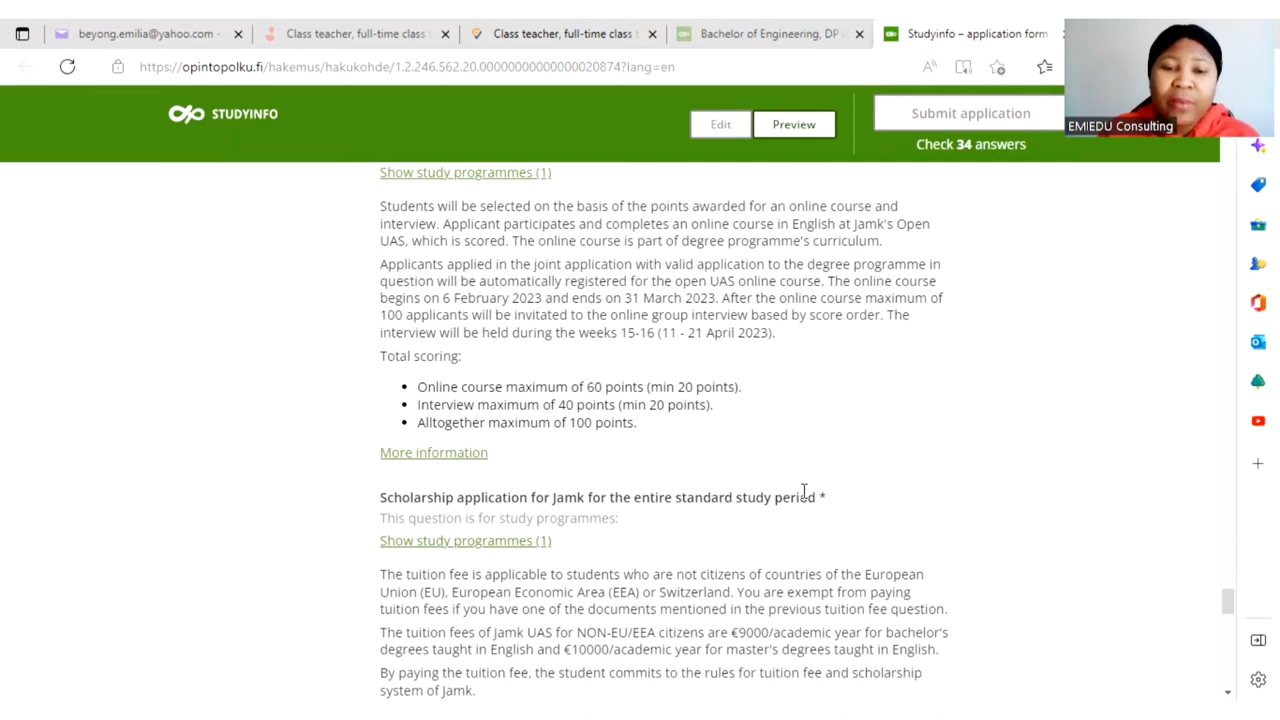 beyong.emilia@yahoo.com -
Class teacher, full-time class
Class teacher, full-time class
Bachelor of Engineering, DP
Studyinfo – application form
https://opintopolku.fi/hakemus/hakukohde/1.2.246.562.20.00000000000000020874?lang=en
EMIEDU Consulting
STUDYINFO
Edit
Preview
Submit application
Check 34 answers
Show study programmes (1)
Students will be selected on the basis of the points awarded for an online course and
interview. Applicant participates and completes an online course in English at Jamk's Open
UAS, which is scored. The online course is part of degree programme's curriculum.
Applicants applied in the joint application with valid application to the degree programme in
question will be automatically registered for the open UAS online course. The online course
begins on 6 February 2023 and ends on 31 March 2023. After the online course maximum of
100 applicants will be invited to the online group interview based by score order. The
interview will be held during the weeks 15-16 (11 - 21 April 2023).
Total scoring:
• Online course maximum of 60 points (min 20 points).
• Interview maximum of 40 points (min 20 points).
• Alltogether maximum of 100 points.
More information
Scholarship application for Jamk for the entire standard study period *
This question is for study programmes:
Show study programmes (1)
The tuition fee is applicable to students who are not citizens of countries of the European
Union (EU), European Economic Area (EEA) or Switzerland. You are exempt from paying
tuition fees if you have one of the documents mentioned in the previous tuition fee question.
The tuition fees of Jamk UAS for NON-EU/EEA citizens are €9000/academic year for bachelor's
degrees taught in English and €10000/academic year for master's degrees taught in English.
By paying the tuition fee, the student commits to the rules for tuition fee and scholarship
system of Jamk.